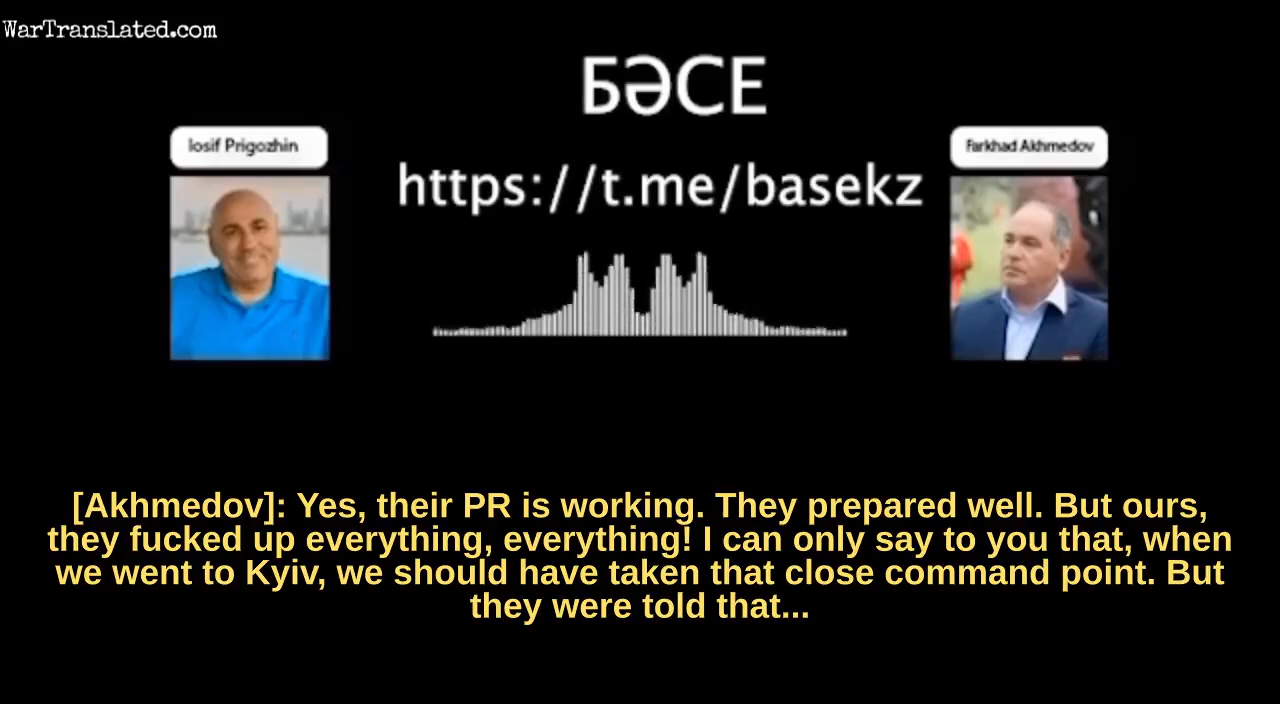 WarTranslated.com
БӘСЕ
Iosif Prigozhin
Farkhad Akhmedov
https://t.me/basekz
[Akhmedov]: Yes, their PR is working. They prepared well. But ours,
they fucked up everything, everything! I can only say to you that, when
we went to Kyiv, we should have taken that close command point. But
they were told that...